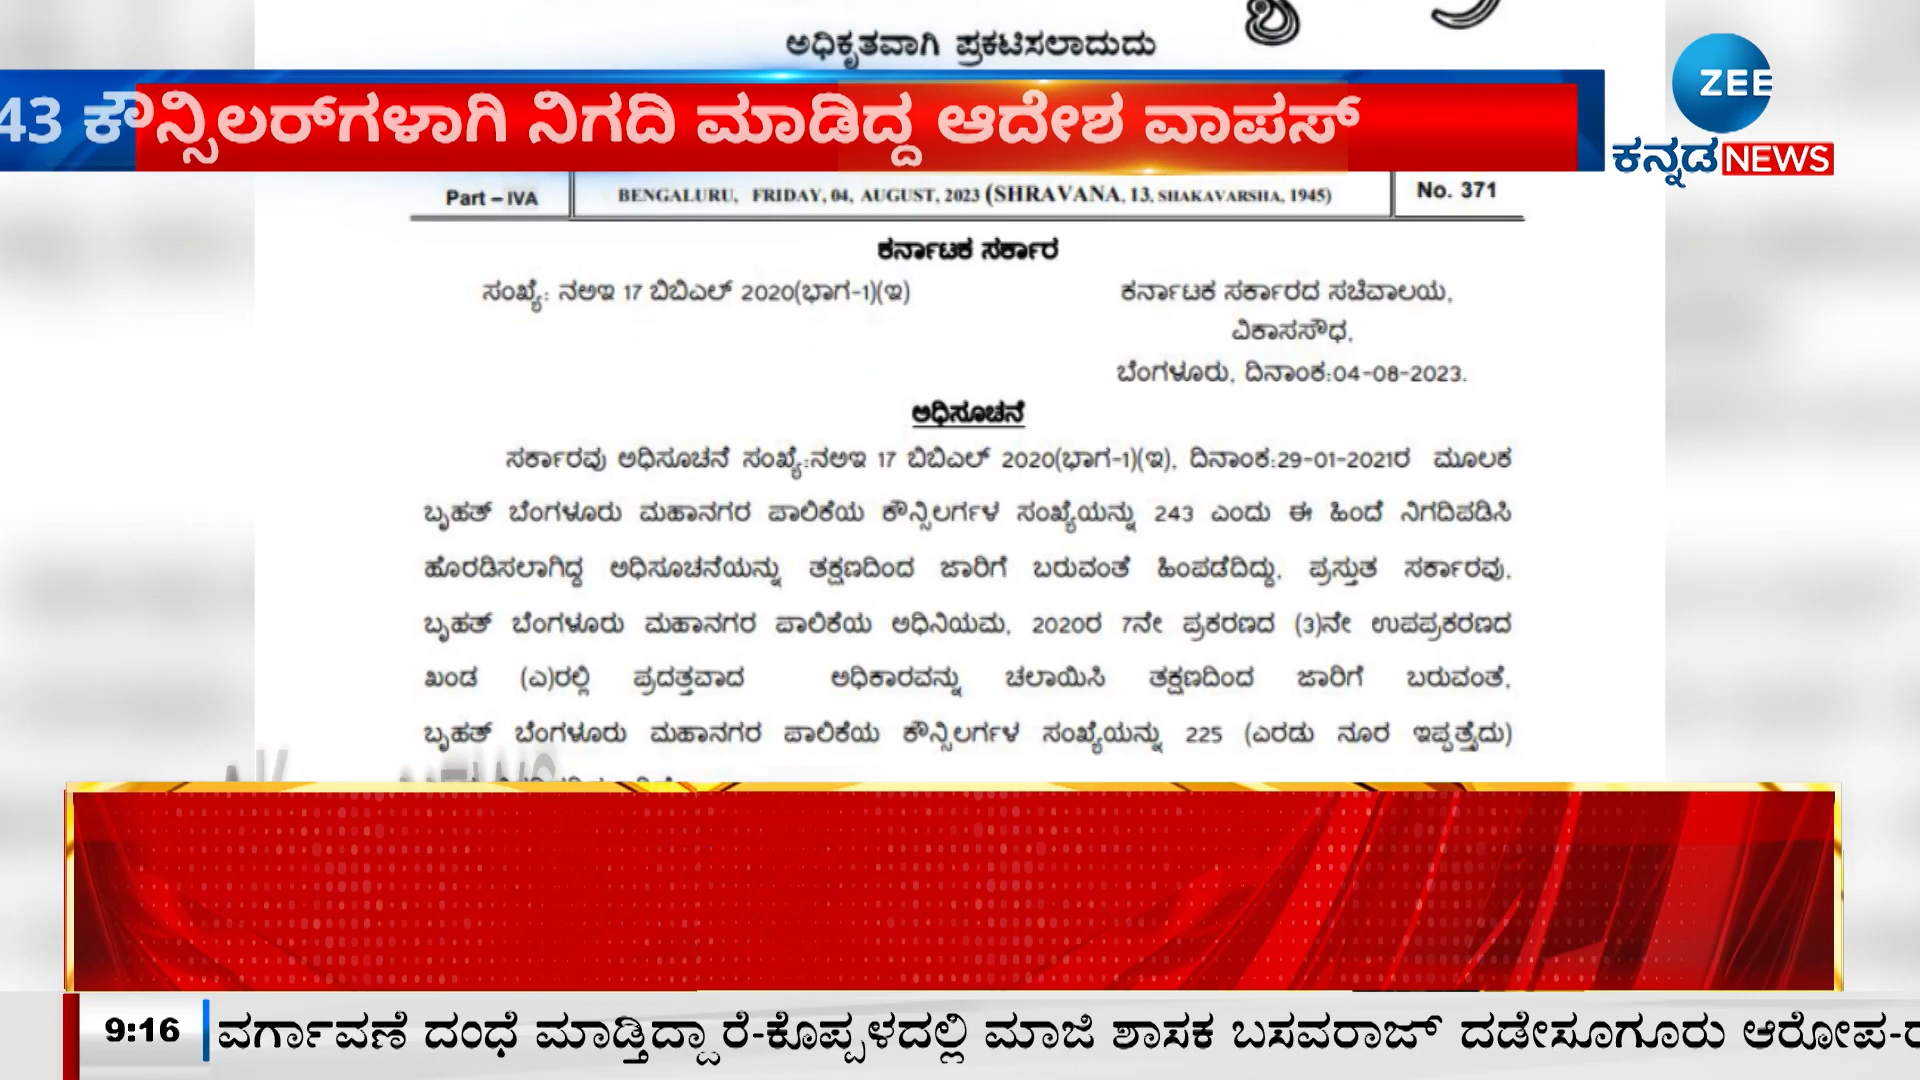 ಅಧಿಕೃತವಾಗಿ ಪ್ರಕಟಿಸಲಾದುದು
43 ಕೌನ್ಸಿಲರ್‌ಗಳಾಗಿ ನಿಗದಿ ಮಾಡಿದ್ದ ಆದೇಶ ವಾಪಸ್
ZEE
ಕನ್ನಡ NEWS
Part – IVA BENGALURU, FRIDAY, 04, AUGUST, 2023 (SHRAVANA, 13, SHAKAVARSHA, 1945) No. 371
ಕರ್ನಾಟಕ ಸರ್ಕಾರ
ಸಂಖ್ಯೆ: ನಅಇ 17 ಬಿಬಿಎಲ್ 2020(ಭಾಗ-1)(ಇ) ಕರ್ನಾಟಕ ಸರ್ಕಾರದ ಸಚಿವಾಲಯ,
ವಿಕಾಸಸೌಧ,
ಬೆಂಗಳೂರು, ದಿನಾಂಕ:04-08-2023.
ಅಧಿಸೂಚನೆ
ಸರ್ಕಾರವು ಅಧಿಸೂಚನೆ ಸಂಖ್ಯೆ:ನಅಇ 17 ಬಿಬಿಎಲ್ 2020(ಭಾಗ-1)(ಇ), ದಿನಾಂಕ:29-01-2021ರ ಮೂಲಕ
ಬೃಹತ್ ಬೆಂಗಳೂರು ಮಹಾನಗರ ಪಾಲಿಕೆಯ ಕೌನ್ಸಿಲರ್ಗಳ ಸಂಖ್ಯೆಯನ್ನು 243 ಎಂದು ಈ ಹಿಂದೆ ನಿಗದಿಪಡಿಸಿ
ಹೊರಡಿಸಲಾಗಿದ್ದ ಅಧಿಸೂಚನೆಯನ್ನು ತಕ್ಷಣದಿಂದ ಜಾರಿಗೆ ಬರುವಂತೆ ಹಿಂಪಡೆದಿದ್ದು, ಪ್ರಸ್ತುತ ಸರ್ಕಾರವು,
ಬೃಹತ್ ಬೆಂಗಳೂರು ಮಹಾನಗರ ಪಾಲಿಕೆಯ ಅಧಿನಿಯಮ, 2020ರ 7ನೇ ಪ್ರಕರಣದ (3)ನೇ ಉಪಪ್ರಕರಣದ
ಖಂಡ (ಎ)ರಲ್ಲಿ ಪ್ರದತ್ತವಾದ ಅಧಿಕಾರವನ್ನು ಚಲಾಯಿಸಿ ತಕ್ಷಣದಿಂದ ಜಾರಿಗೆ ಬರುವಂತೆ,
ಬೃಹತ್ ಬೆಂಗಳೂರು ಮಹಾನಗರ ಪಾಲಿಕೆಯ ಕೌನ್ಸಿಲರ್ಗಳ ಸಂಖ್ಯೆಯನ್ನು 225 (ಎರಡು ನೂರ ಇಪ್ಪತ್ತೈದು)
9:16 ವರ್ಗಾವಣೆ ದಂಧೆ ಮಾಡ್ತಿದ್ದಾರೆ-ಕೊಪ್ಪಳದಲ್ಲಿ ಮಾಜಿ ಶಾಸಕ ಬಸವರಾಜ್ ದಡೇಸೂಗೂರು ಆರೋಪ-